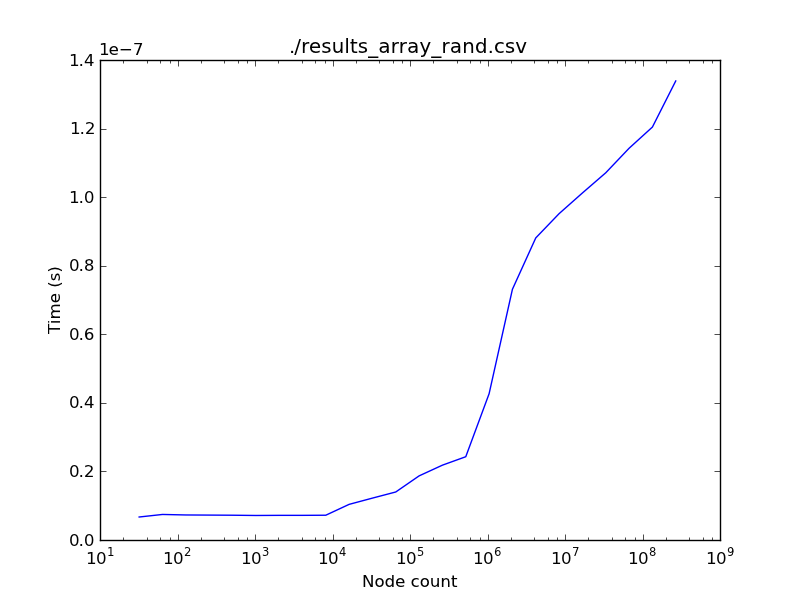 ./results_array_rand.csv
1e−7
1.4
1.2
1.0
0.8
0.6
0.4
0.2
0.0
Time (s)
10¹ 10² 10³ 10⁴ 10⁵ 10⁶ 10⁷ 10⁸ 10⁹
Node count